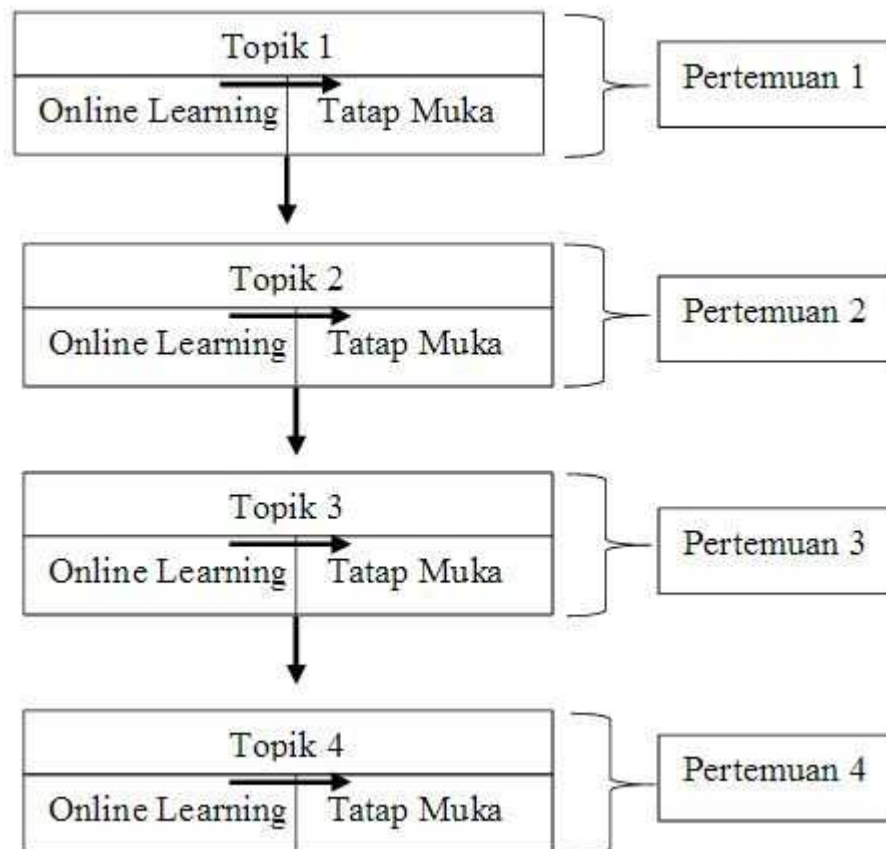 Topik 1
Online Learning Tatap Muka
Pertemuan 1
Topik 2
Online Learning Tatap Muka
Pertemuan 2
Topik 3
Online Learning Tatap Muka
Pertemuan 3
Topik 4
Online Learning Tatap Muka
Pertemuan 4